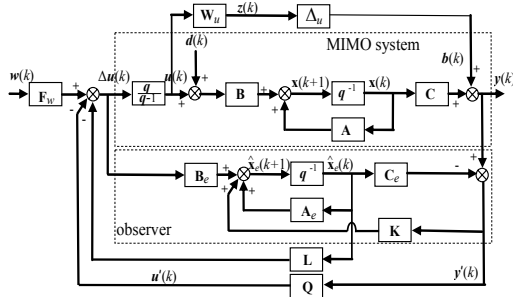 W_u z(k) Δ_u
d(k) MIMO system b(k)
w(k) F_w + Δu(k) q/q-1 u(k) + + B + x(k+1) q⁻¹ x(k) C + + y(k)
- - + A
B_e + + x̂_e(k+1) q⁻¹ x̂_e(k) C_e - +
+ A_e
observer K
L
u'(k) Q y'(k)